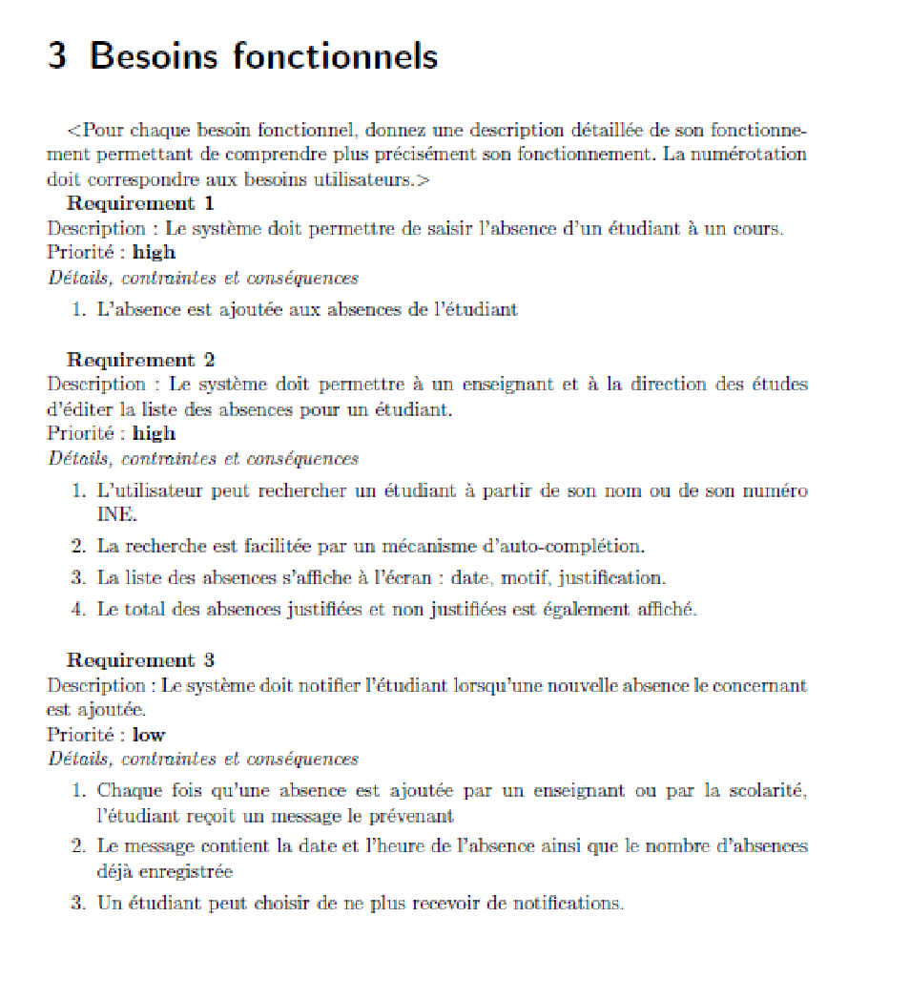 3 Besoins fonctionnels
<Pour chaque besoin fonctionnel, donnez une description détaillée de son fonctionne-
ment permettant de comprendre plus précisément son fonctionnement. La numérotation
doit correspondre aux besoins utilisateurs.>
Requirement 1
Description : Le système doit permettre de saisir l'absence d'un étudiant à un cours.
Priorité : high
Détails, contraintes et conséquences
1. L'absence est ajoutée aux absences de l'étudiant
Requirement 2
Description : Le système doit permettre à un enseignant et à la direction des études
d'éditer la liste des absences pour un étudiant.
Priorité : high
Détails, contraintes et conséquences
1. L'utilisateur peut rechercher un étudiant à partir de son nom ou de son numéro
INE.
2. La recherche est facilitée par un mécanisme d'auto-complétion.
3. La liste des absences s'affiche à l'écran : date, motif, justification.
4. Le total des absences justifiées et non justifiées est également affiché.
Requirement 3
Description : Le système doit notifier l'étudiant lorsqu'une nouvelle absence le concernant
est ajoutée.
Priorité : low
Détails, contraintes et conséquences
1. Chaque fois qu'une absence est ajoutée par un enseignant ou par la scolarité,
l'étudiant reçoit un message le prévenant
2. Le message contient la date et l'heure de l'absence ainsi que le nombre d'absences
déjà enregistrée
3. Un étudiant peut choisir de ne plus recevoir de notifications.